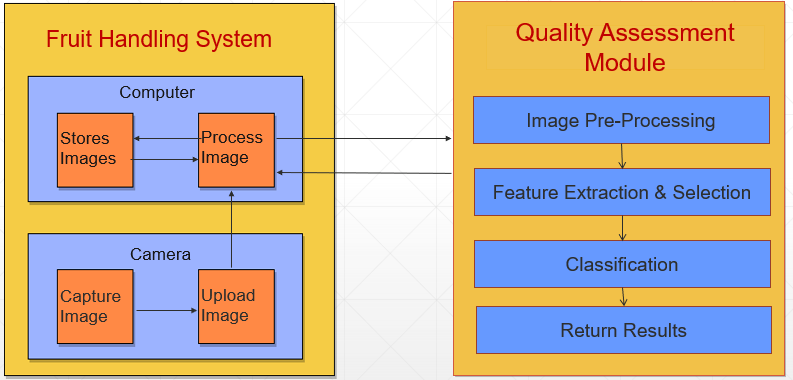 Fruit Handling System
Computer
Stores
Images
Process
Image
Camera
Capture
Image
Upload
Image
Quality Assessment
Module
Image Pre-Processing
Feature Extraction & Selection
Classification
Return Results